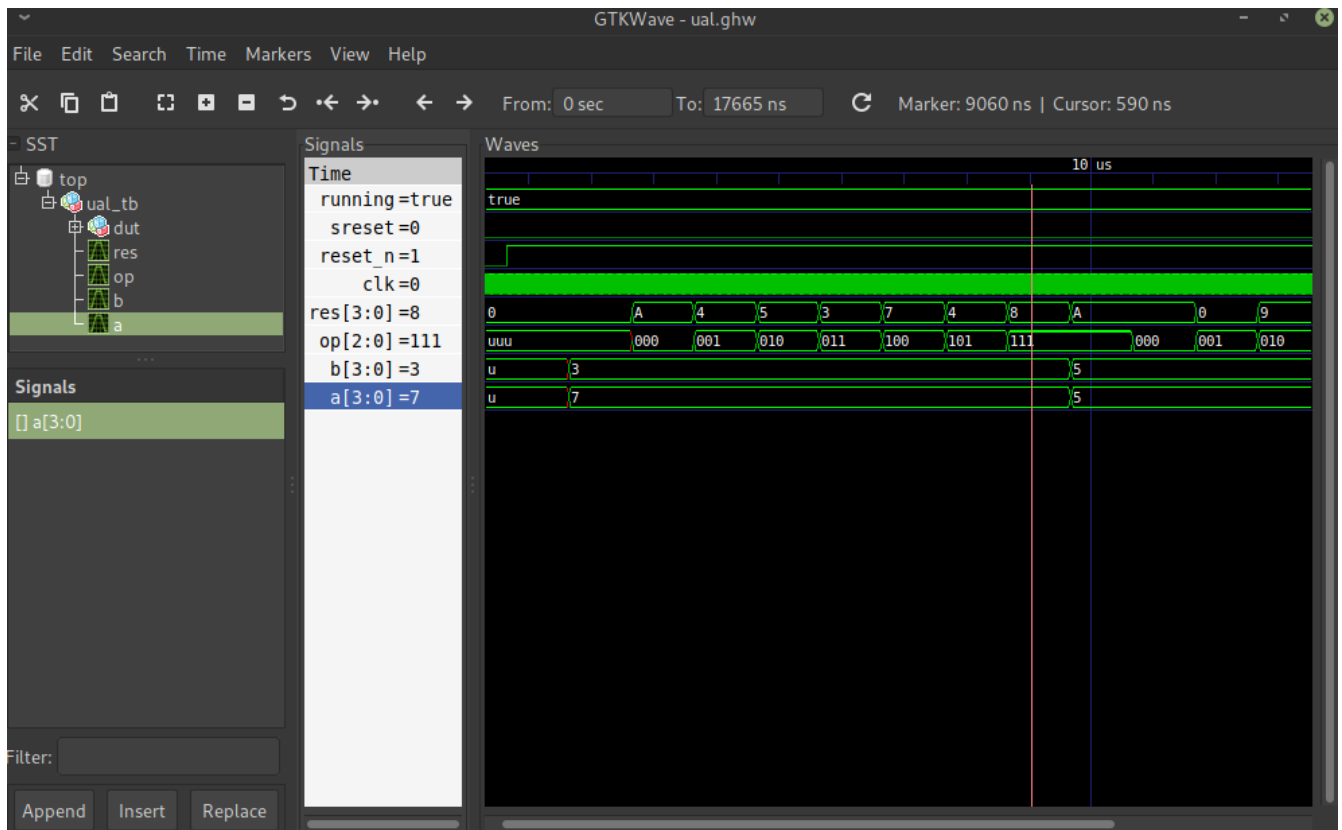 GTKWave - ual.ghw
File Edit Search Time Markers View Help
From: 0 sec To: 17665 ns Marker: 9060 ns | Cursor: 590 ns
SST
top
ual_tb
dut
res
op
b
a
Signals
[] a[3:0]
Filter:
Append Insert Replace
Signals
Time
running=true
sreset=0
reset_n=1
clk=0
res[3:0]=8
op[2:0]=111
b[3:0]=3
a[3:0]=7
Waves
10 us
true
0 A 4 5 3 7 4 8 A 0 9
uuu 000 001 010 011 100 101 111 000 001 010
u 3 5
u 7 5